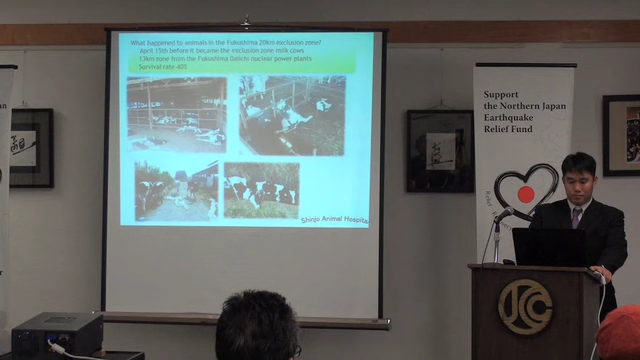 What happened to animals in the Fukushima 20km exclusion zone?
April 15th before it became the exclusion zone milk cows
13km zone from the Fukushima Daiichi nuclear power plants
Survival rate 40%
Shinjo Animal Hospital
Support
the Northern Japan
Earthquake
Relief Fund
JCC